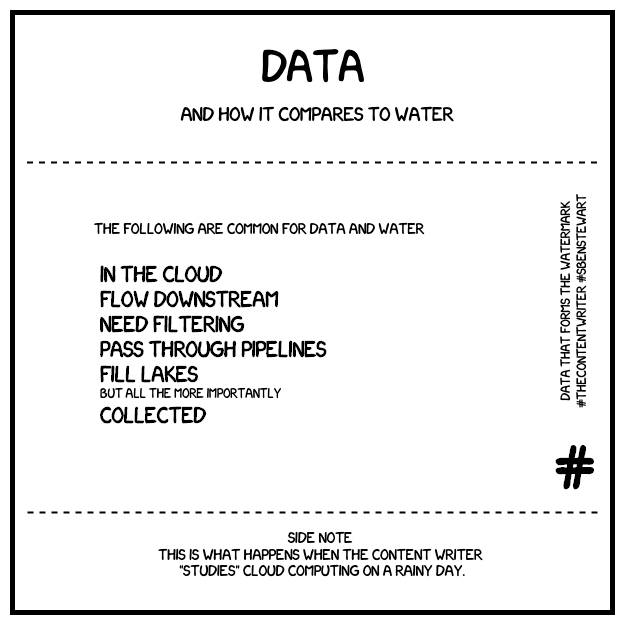 DATA
AND HOW IT COMPARES TO WATER
THE FOLLOWING ARE COMMON FOR DATA AND WATER
IN THE CLOUD
FLOW DOWNSTREAM
NEED FILTERING
PASS THROUGH PIPELINES
FILL LAKES
BUT ALL THE MORE IMPORTANTLY
COLLECTED
DATA THAT FORMS THE WATERMARK
#THECONTENTWRITER #SBENSTEWART
#
SIDE NOTE
THIS IS WHAT HAPPENS WHEN THE CONTENT WRITER
"STUDIES" CLOUD COMPUTING ON A RAINY DAY.